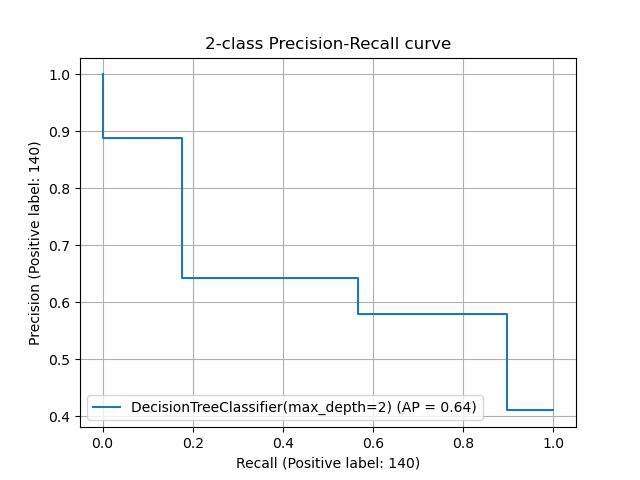 2-class Precision-Recall curve
1.0
0.9
0.8
0.7
0.6
0.5
0.4
Precision (Positive label: 140)
DecisionTreeClassifier(max_depth=2) (AP = 0.64)
0.0 0.2 0.4 0.6 0.8 1.0
Recall (Positive label: 140)